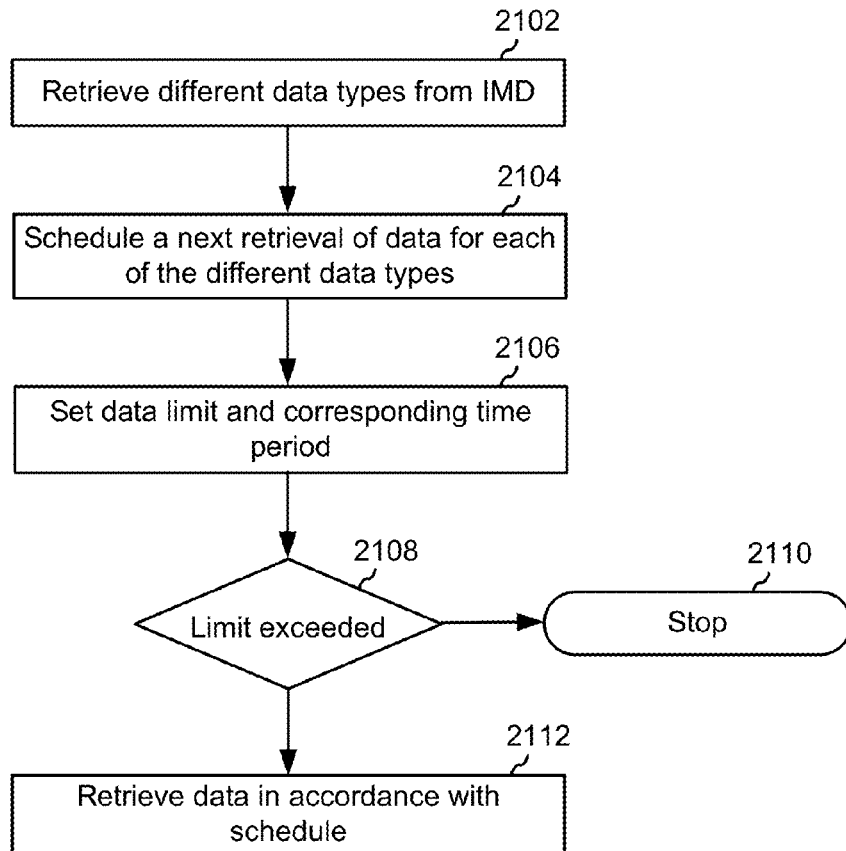 2102
Retrieve different data types from IMD
2104
Schedule a next retrieval of data for each
of the different data types
2106
Set data limit and corresponding time
period
2108
Limit exceeded
2110
Stop
2112
Retrieve data in accordance with
schedule